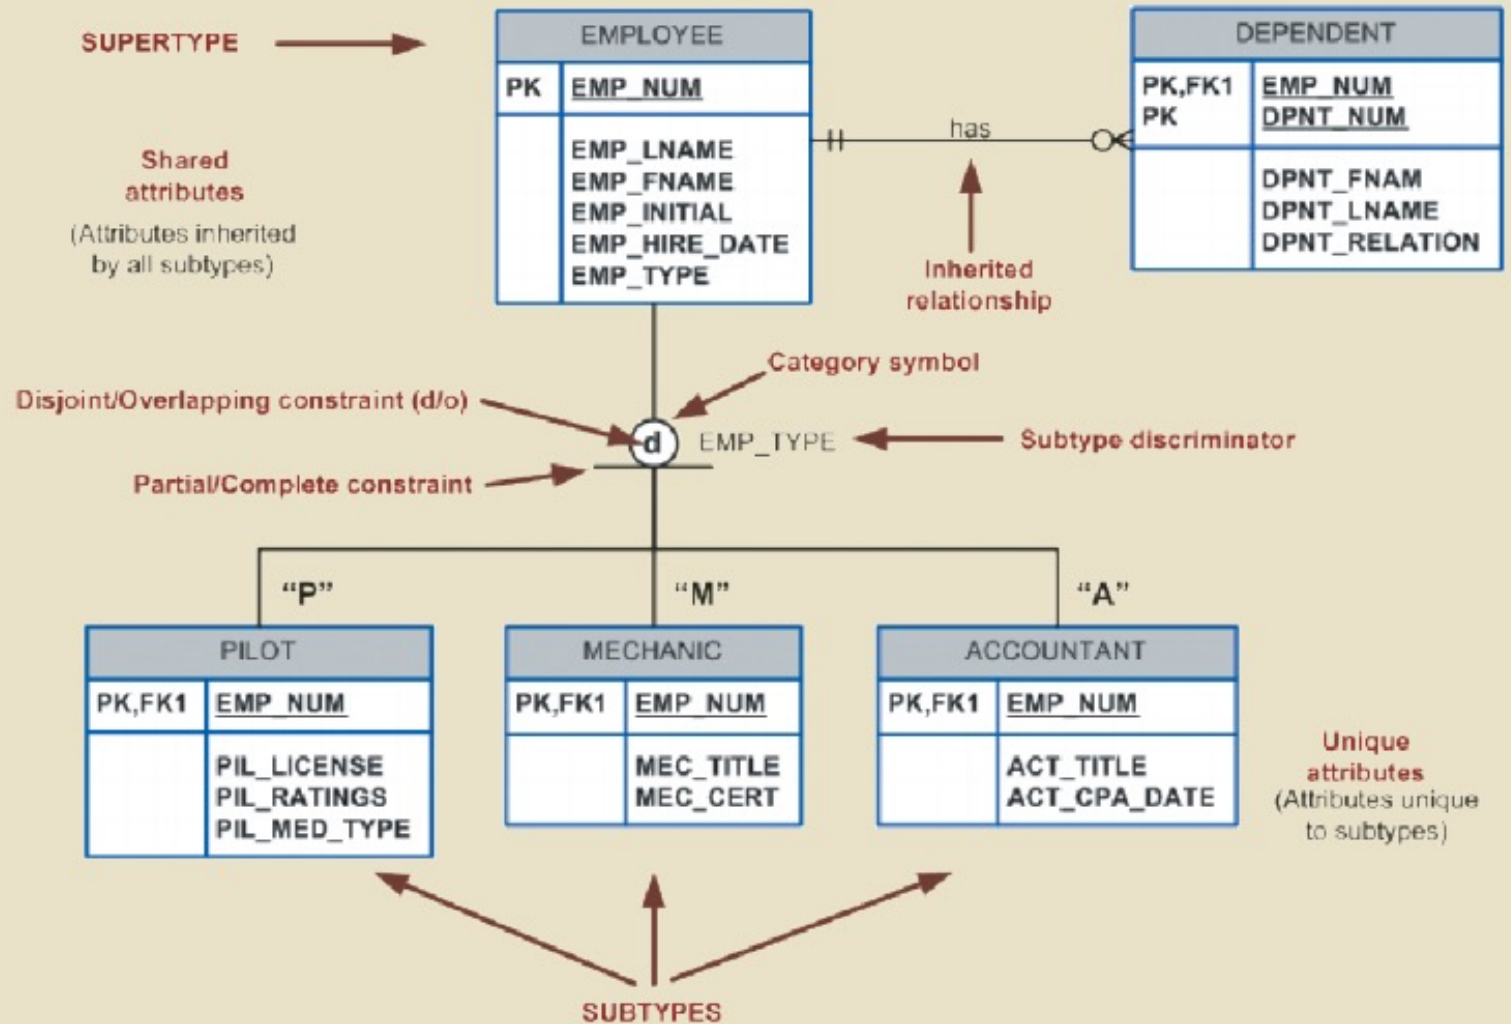 SUPERTYPE
EMPLOYEE
PK EMP_NUM
EMP_LNAME
EMP_FNAME
EMP_INITIAL
EMP_HIRE_DATE
EMP_TYPE
has
DEPENDENT
PK,FK1 EMP_NUM
PK DPNT_NUM
DPNT_FNAM
DPNT_LNAME
DPNT_RELATION
Shared
attributes
(Attributes inherited
by all subtypes)
Inherited
relationship
Category symbol
Disjoint/Overlapping constraint (d/o)
d
EMP_TYPE
Subtype discriminator
Partial/Complete constraint
“P”
“M”
“A”
PILOT
PK,FK1 EMP_NUM
PIL_LICENSE
PIL_RATINGS
PIL_MED_TYPE
MECHANIC
PK,FK1 EMP_NUM
MEC_TITLE
MEC_CERT
ACCOUNTANT
PK,FK1 EMP_NUM
ACT_TITLE
ACT_CPA_DATE
Unique
attributes
(Attributes unique
to subtypes)
SUBTYPES